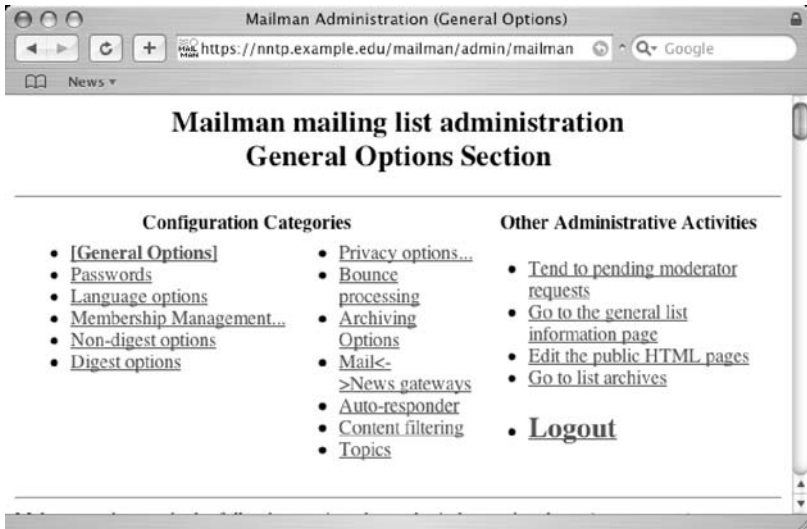 Mailman Administration (General Options)
https://nntp.example.edu/mailman/admin/mailman
Google
News
Mailman mailing list administration
General Options Section
Configuration Categories
[General Options]
Passwords
Language options
Membership Management...
Non-digest options
Digest options
Privacy options...
Bounce
processing
Archiving
Options
Mail<-
>News gateways
Auto-responder
Content filtering
Topics
Other Administrative Activities
Tend to pending moderator
requests
Go to the general list
information page
Edit the public HTML pages
Go to list archives
Logout